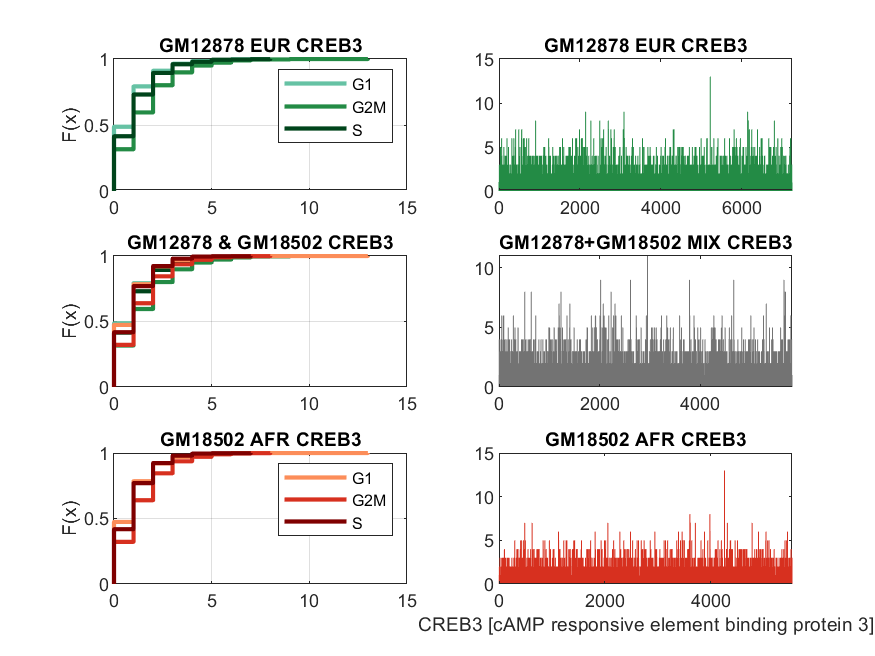 GM12878 EUR CREB3
1
0.5
0
F(x)
0 5 10 15
G1
G2M
S
GM12878 EUR CREB3
15
10
5
0
0 2000 4000 6000
GM12878 & GM18502 CREB3
1
0.5
0
F(x)
0 5 10 15
GM12878+GM18502 MIX CREB3
10
5
0
0 2000 4000
GM18502 AFR CREB3
1
0.5
0
F(x)
0 5 10 15
G1
G2M
S
GM18502 AFR CREB3
15
10
5
0
0 2000 4000
CREB3 [cAMP responsive element binding protein 3]